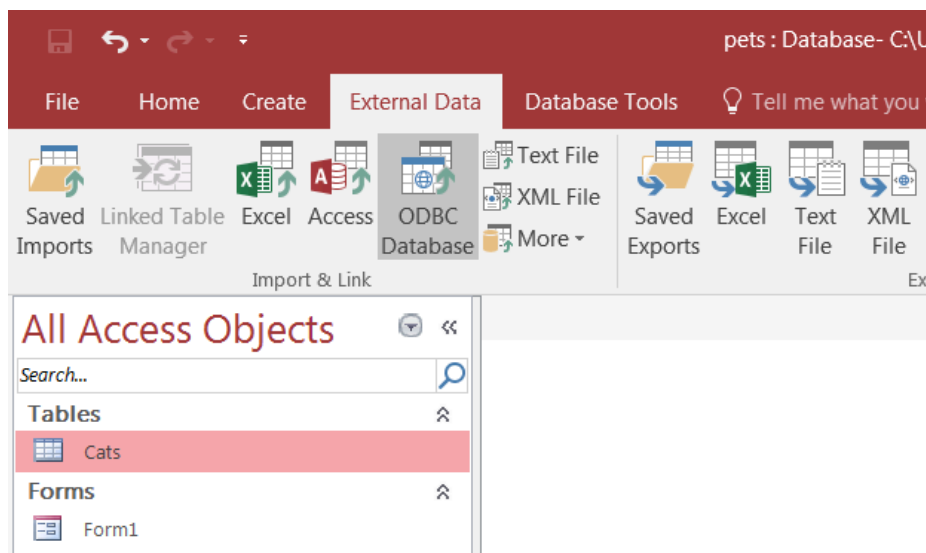 pets : Database- C:\U
File Home Create External Data Database Tools Tell me what you
Saved Imports
Linked Table Manager
Excel
Access
ODBC Database
Text File
XML File
More
Saved Exports
Excel
Text File
XML File
Import & Link
Ex
All Access Objects
Search...
Tables
Cats
Forms
Form1